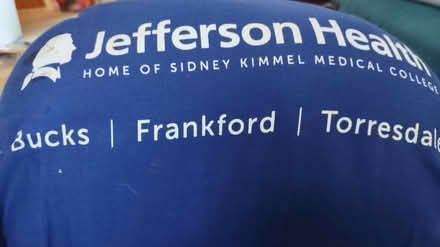 Jefferson Health
HOME OF SIDNEY KIMMEL MEDICAL COLLEGE
Bucks | Frankford | Torresdale